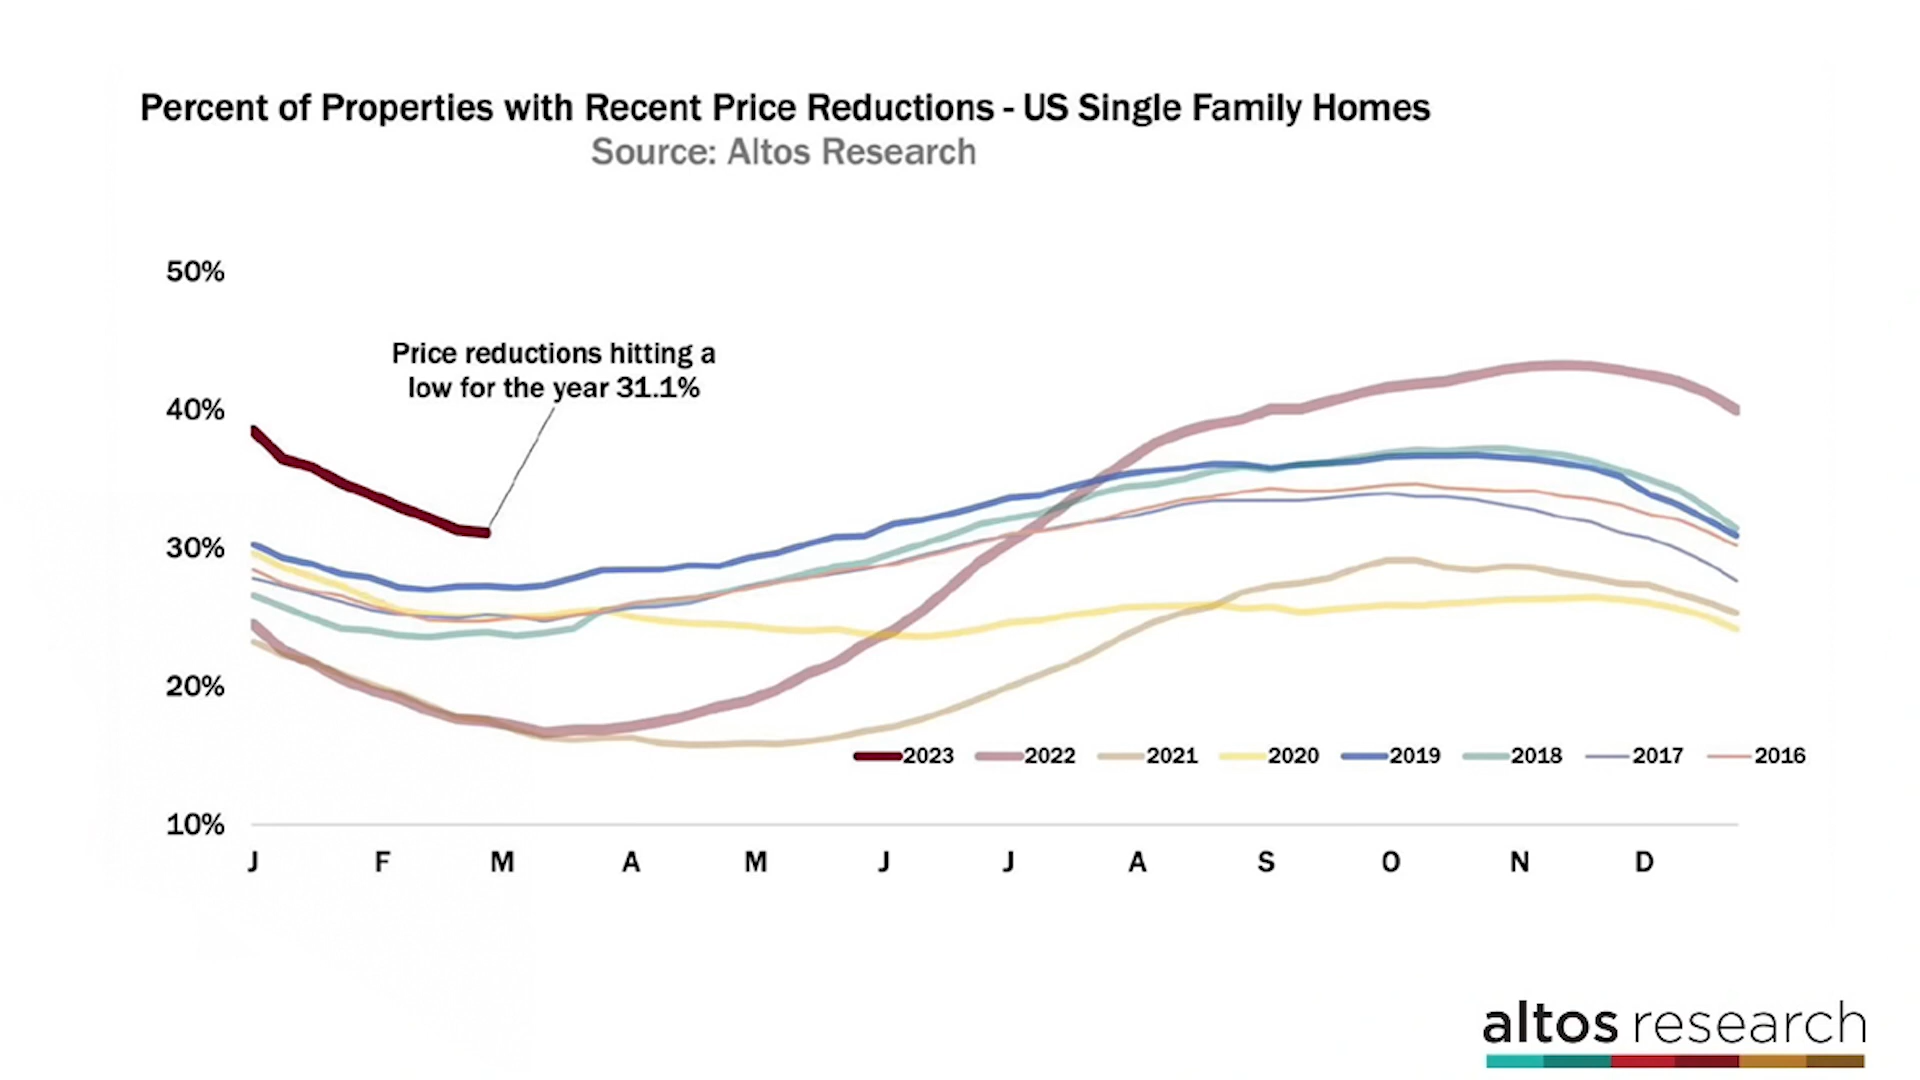 Percent of Properties with Recent Price Reductions - US Single Family Homes
Source: Altos Research
50%
Price reductions hitting a
low for the year 31.1%
40%
30%
20%
2023 2022 2021 2020 2019 2018 2017 2016
10%
J F M A M J J A S O N D
altos research